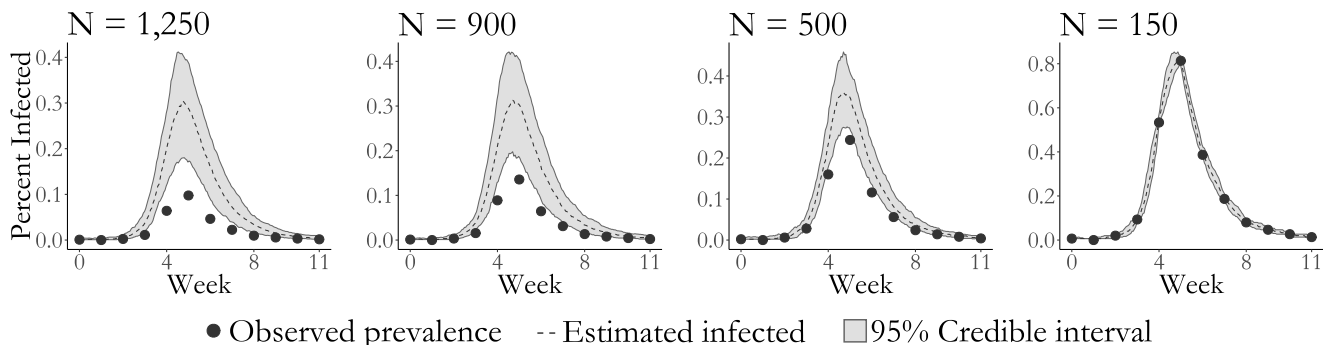 N = 1,250
N = 900
N = 500
N = 150
Percent Infected
0.4
0.3
0.2
0.1
0.0
0 4 8 11
Week
0.3
0.2
0.1
0.0
0 4 8 11
Week
0.4
0.3
0.2
0.1
0.0
0 4 8 11
Week
0.8
0.6
0.4
0.2
0.0
0 4 8 11
Week
Observed prevalence
Estimated infected
95% Credible interval